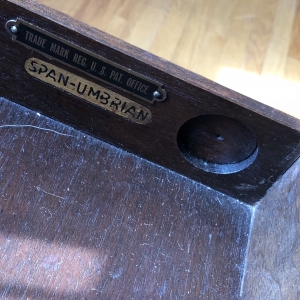 TRADE MARK REG. U. S. PAT. OFFICE
SPAN-UMBRIAN